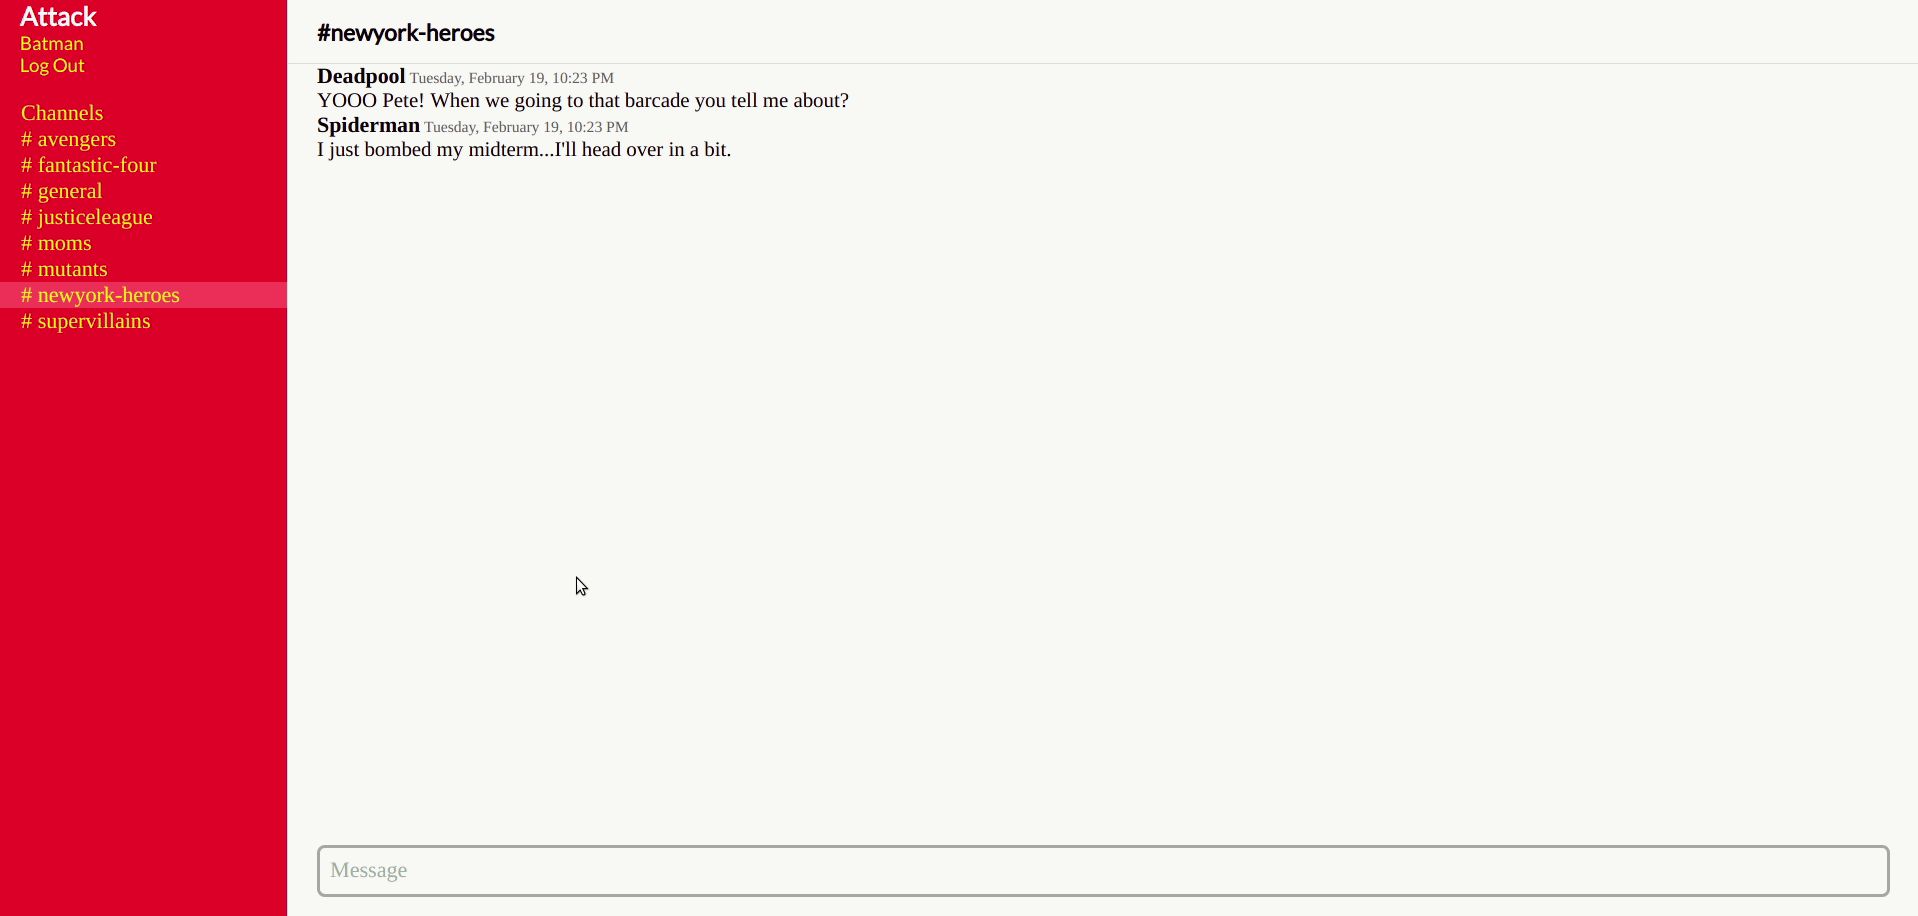 Attack
Batman
Log Out
Channels
# avengers
# fantastic-four
# general
# justiceleague
# moms
# mutants
# newyork-heroes
# supervillains
#newyork-heroes
Deadpool Tuesday, February 19, 10:23 PM
YOOO Pete! When we going to that barcade you tell me about?
Spiderman Tuesday, February 19, 10:23 PM
I just bombed my midterm...I'll head over in a bit.
Message